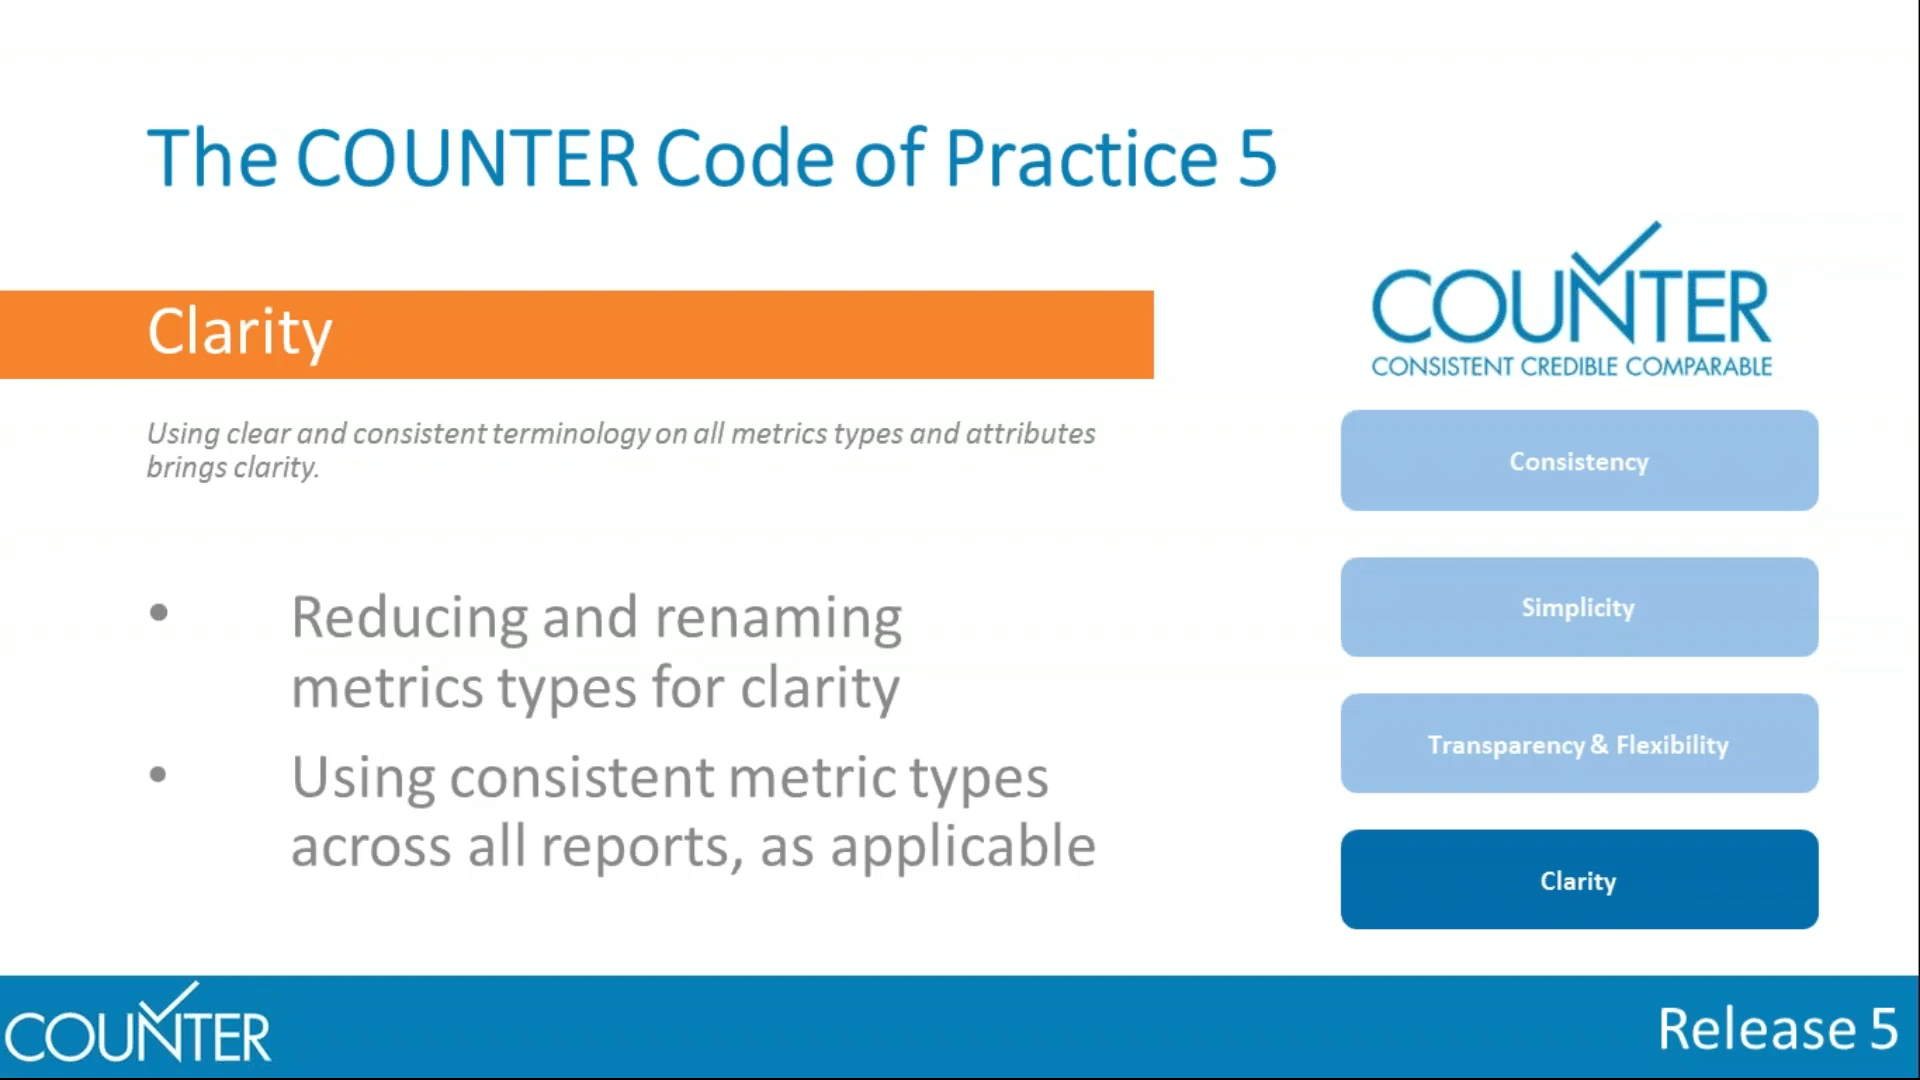 The COUNTER Code of Practice 5
Clarity
Using clear and consistent terminology on all metrics types and attributes
brings clarity.
• Reducing and renaming
metrics types for clarity
• Using consistent metric types
across all reports, as applicable
COUNTER
CONSISTENT CREDIBLE COMPARABLE
Consistency
Simplicity
Transparency & Flexibility
Clarity
COUNTER
Release 5